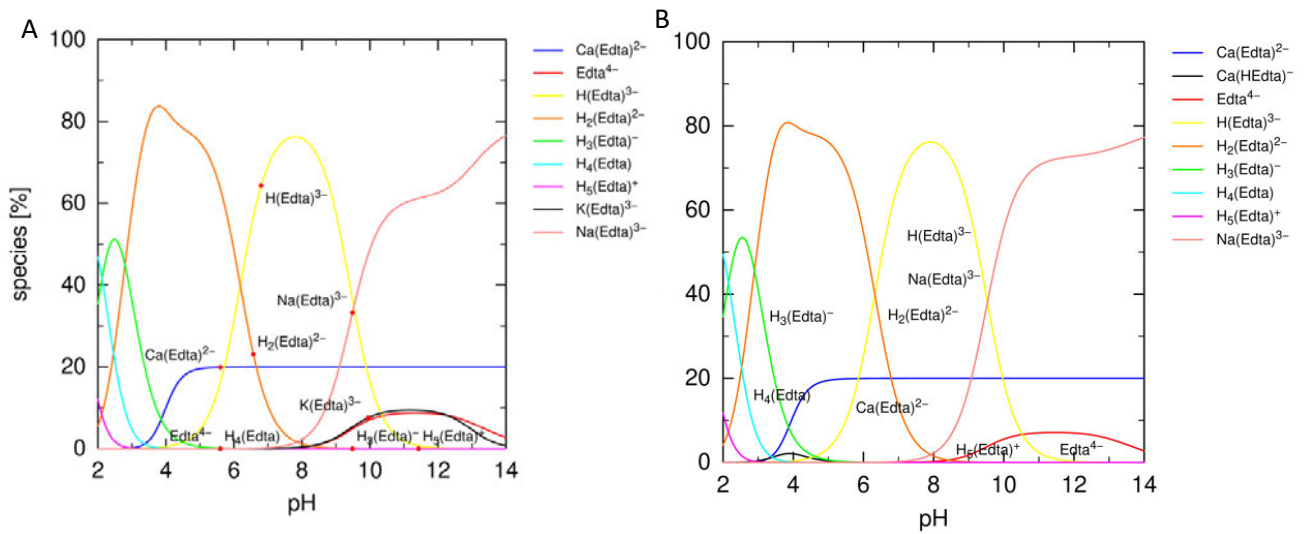 A
100
80
60
40
20
0
species [%]
2
4
6
8
10
12
14
pH
H(Edta)³⁻
Na(Edta)³⁻
Ca(Edta)²⁻
H₂(Edta)²⁻
K(Edta)³⁻
Edta⁴⁻
H₄(Edta)
H₃(Edta)⁻
H₅(Edta)⁺
Ca(Edta)²⁻
Edta⁴⁻
H(Edta)³⁻
H₂(Edta)²⁻
H₃(Edta)⁻
H₄(Edta)
H₅(Edta)⁺
K(Edta)³⁻
Na(Edta)³⁻
B
100
80
60
40
20
0
2
4
6
8
10
12
14
pH
H(Edta)³⁻
Na(Edta)³⁻
H₃(Edta)⁻
H₂(Edta)²⁻
H₄(Edta)
Ca(Edta)²⁻
H₅(Edta)⁺
Edta⁴⁻
Ca(Edta)²⁻
Ca(HEdta)⁻
Edta⁴⁻
H(Edta)³⁻
H₂(Edta)²⁻
H₃(Edta)⁻
H₄(Edta)
H₅(Edta)⁺
Na(Edta)³⁻